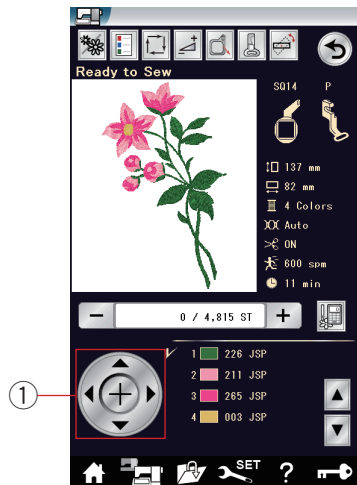 Ready to Sew
SQ14 P
137 mm
82 mm
4 Colors
Auto
ON
600 spm
11 min
− 0 / 4,815 ST +
1 226 JSP
2 211 JSP
3 265 JSP
4 003 JSP
①
SET ?